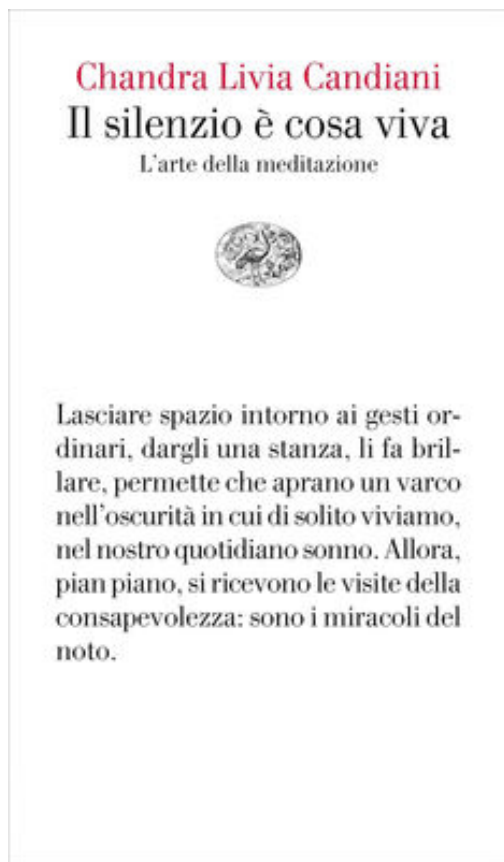 Chandra Livia Candiani
Il silenzio è cosa viva
L'arte della meditazione
Lasciare spazio intorno ai gesti or-
dinari, dargli una stanza, li fa bril-
lare, permette che aprano un varco
nell'oscurità in cui di solito viviamo,
nel nostro quotidiano sonno. Allora,
pian piano, si ricevono le visite della
consapevolezza: sono i miracoli del
noto.